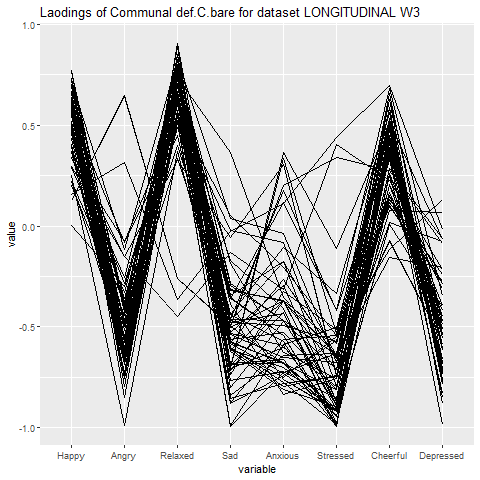 Laodings of Communal def.C.bare for dataset LONGITUDINAL W3
1.0
0.5
0.0
-0.5
-1.0
value
Happy Angry Relaxed Sad Anxious Stressed Cheerful Depressed
variable